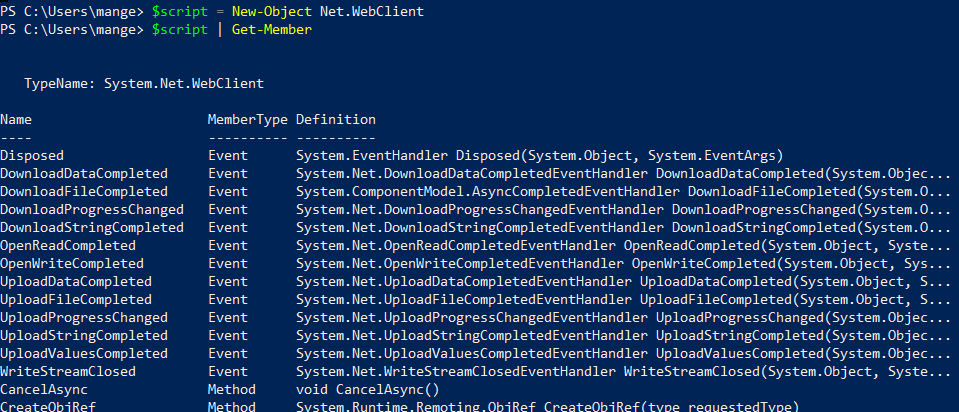 PS C:\Users\mange> $script = New-Object Net.WebClient
PS C:\Users\mange> $script | Get-Member
TypeName: System.Net.WebClient
Name MemberType Definition
---- ---------- ----------
Disposed Event System.EventHandler Disposed(System.Object, System.EventArgs)
DownloadDataCompleted Event System.Net.DownloadDataCompletedEventHandler DownloadDataCompleted(System.Objec...
DownloadFileCompleted Event System.ComponentModel.AsyncCompletedEventHandler DownloadFileCompleted(System.O...
DownloadProgressChanged Event System.Net.DownloadProgressChangedEventHandler DownloadProgressChanged(System.O...
DownloadStringCompleted Event System.Net.DownloadStringCompletedEventHandler DownloadStringCompleted(System.O...
OpenReadCompleted Event System.Net.OpenReadCompletedEventHandler OpenReadCompleted(System.Object, Syste...
OpenWriteCompleted Event System.Net.OpenWriteCompletedEventHandler OpenWriteCompleted(System.Object, Sys...
UploadDataCompleted Event System.Net.UploadDataCompletedEventHandler UploadDataCompleted(System.Object, S...
UploadFileCompleted Event System.Net.UploadFileCompletedEventHandler UploadFileCompleted(System.Object, S...
UploadProgressChanged Event System.Net.UploadProgressChangedEventHandler UploadProgressChanged(System.Objec...
UploadStringCompleted Event System.Net.UploadStringCompletedEventHandler UploadStringCompleted(System.Objec...
UploadValuesCompleted Event System.Net.UploadValuesCompletedEventHandler UploadValuesCompleted(System.Objec...
WriteStreamClosed Event System.Net.WriteStreamClosedEventHandler WriteStreamClosed(System.Object, Syste...
CancelAsync Method void CancelAsync()
CreateObjRef Method System.Runtime.Remoting.ObjRef CreateObjRef(type requestedType)